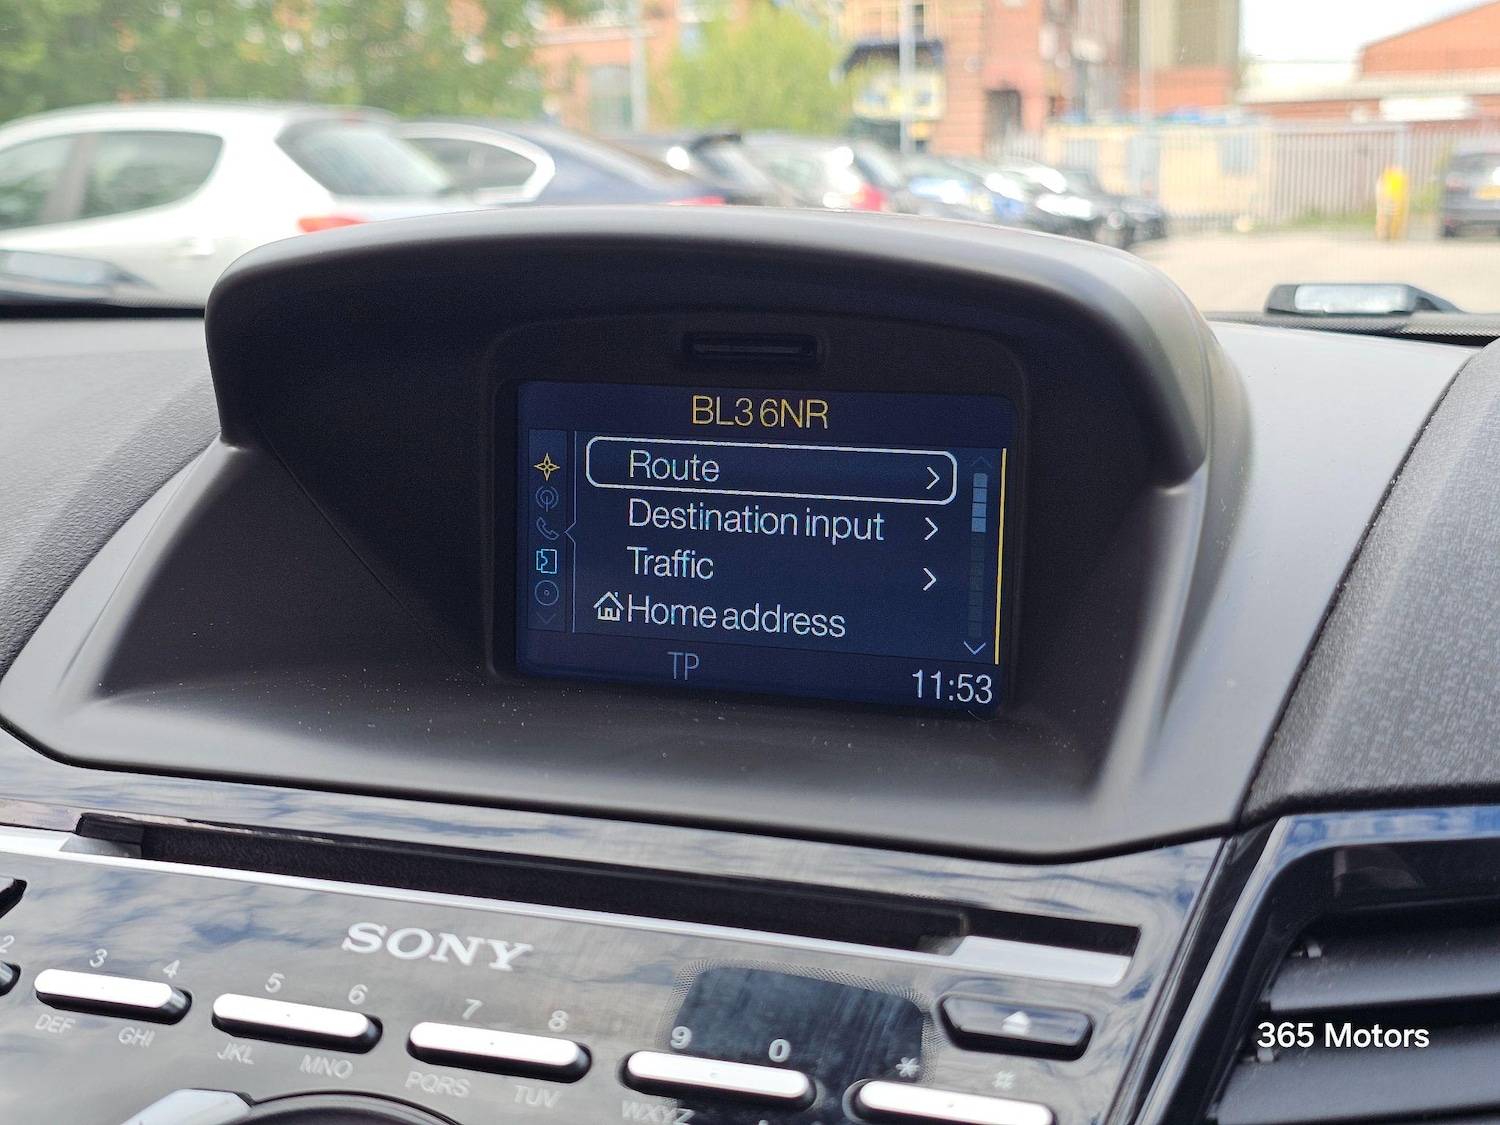 BL3 6NR
Route
Destination input
Traffic
Home address
TP
11:53
SONY
2 3 4 5 6 7 8 9 0 * #
DEF GHI JKL MNO PQRS TUV WXYZ
365 Motors